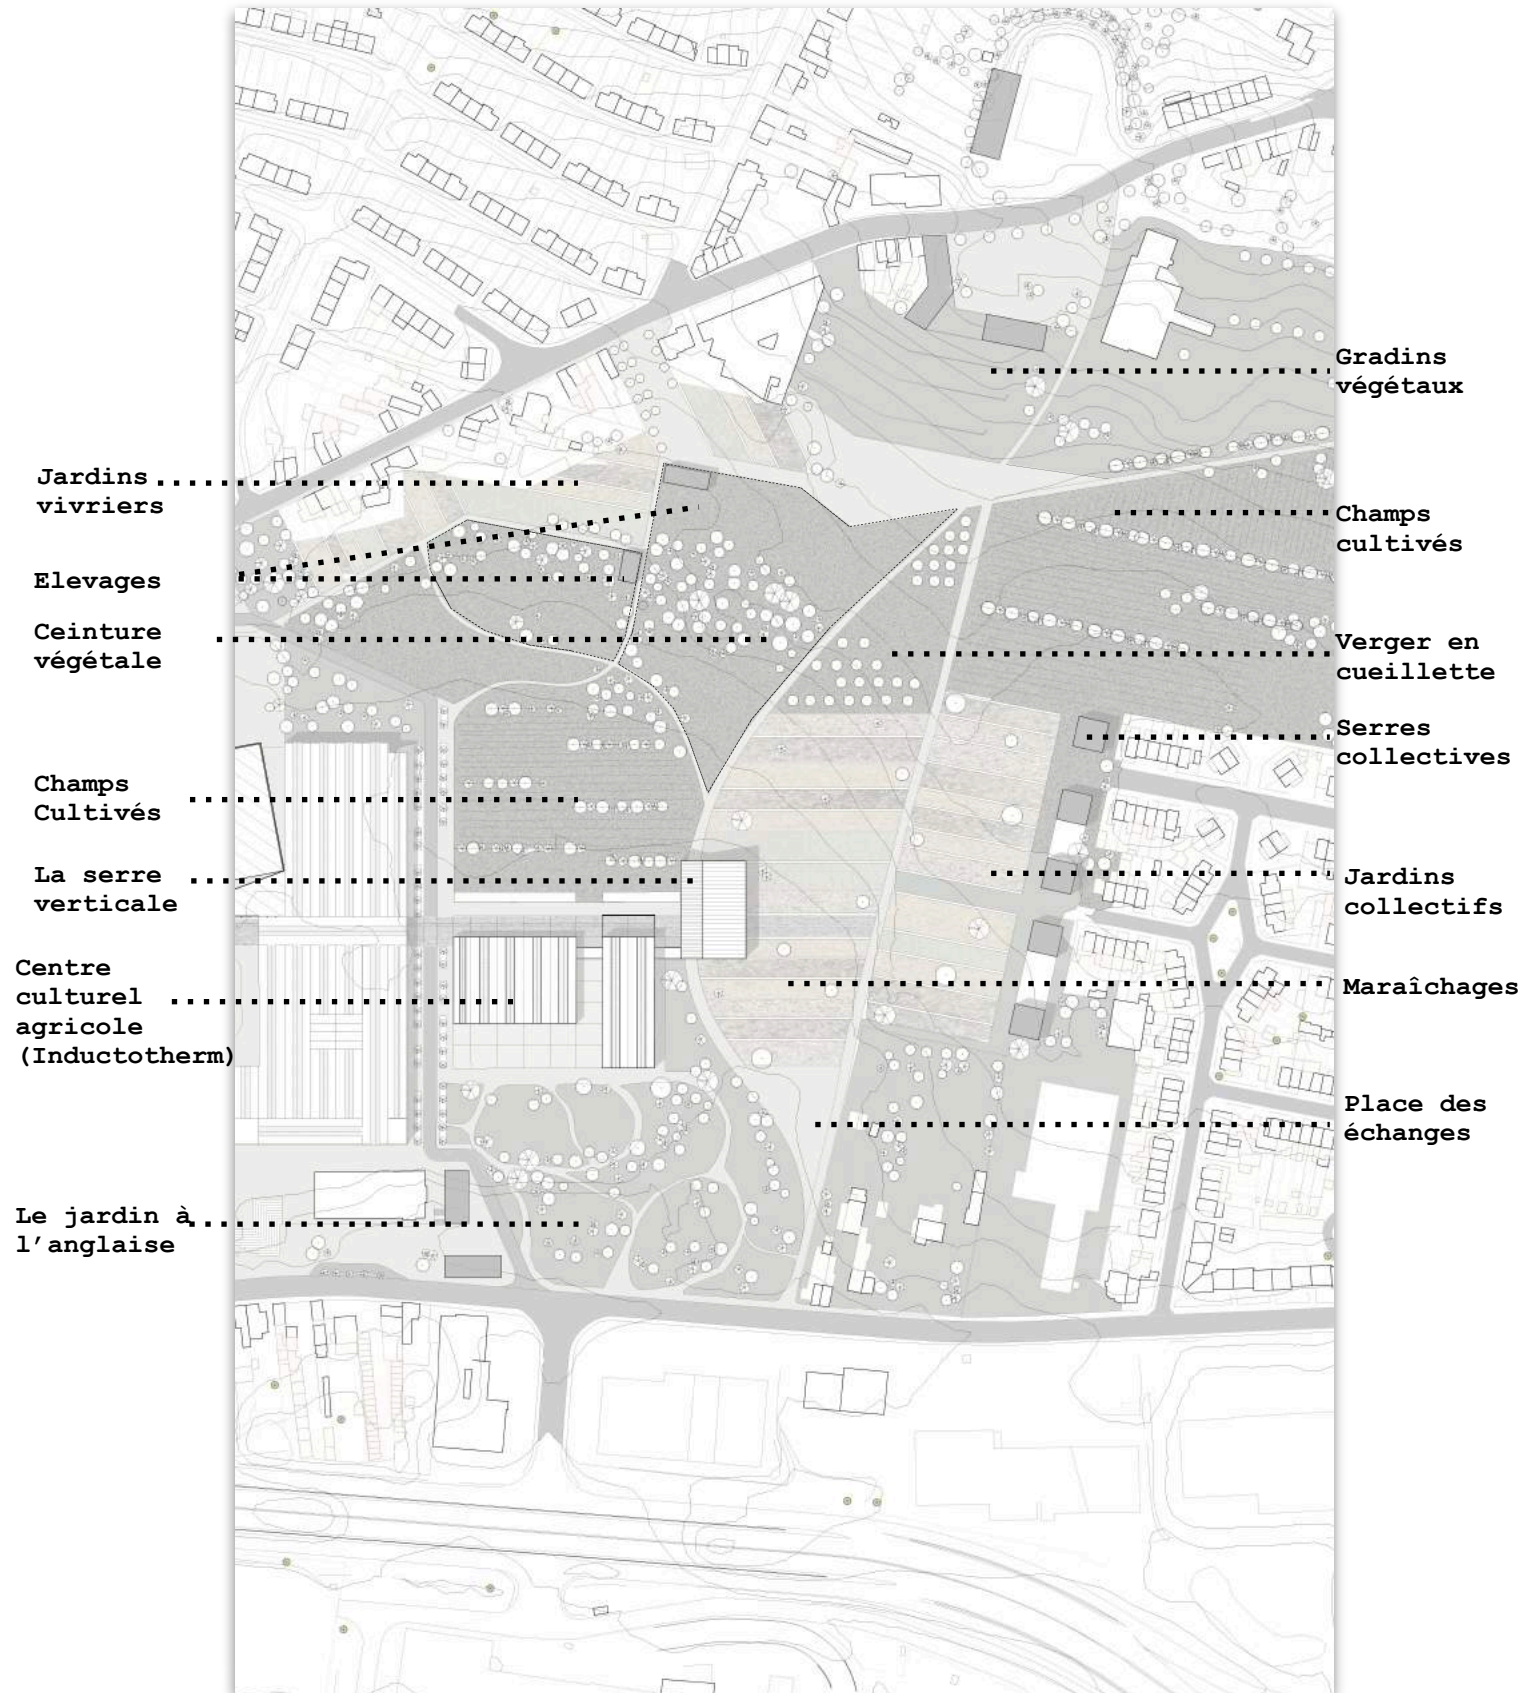 Jardins
vivriers
Elevages
Ceinture
végétale
Champs
Cultivés
La serre
verticale
Centre
culturel
agricole
(Inductotherm)
Le jardin à
l'anglaise
Gradins
végétaux
Champs
cultivés
Verger en
cueillette
Serres
collectives
Jardins
collectifs
Maraîchages
Place des
échanges